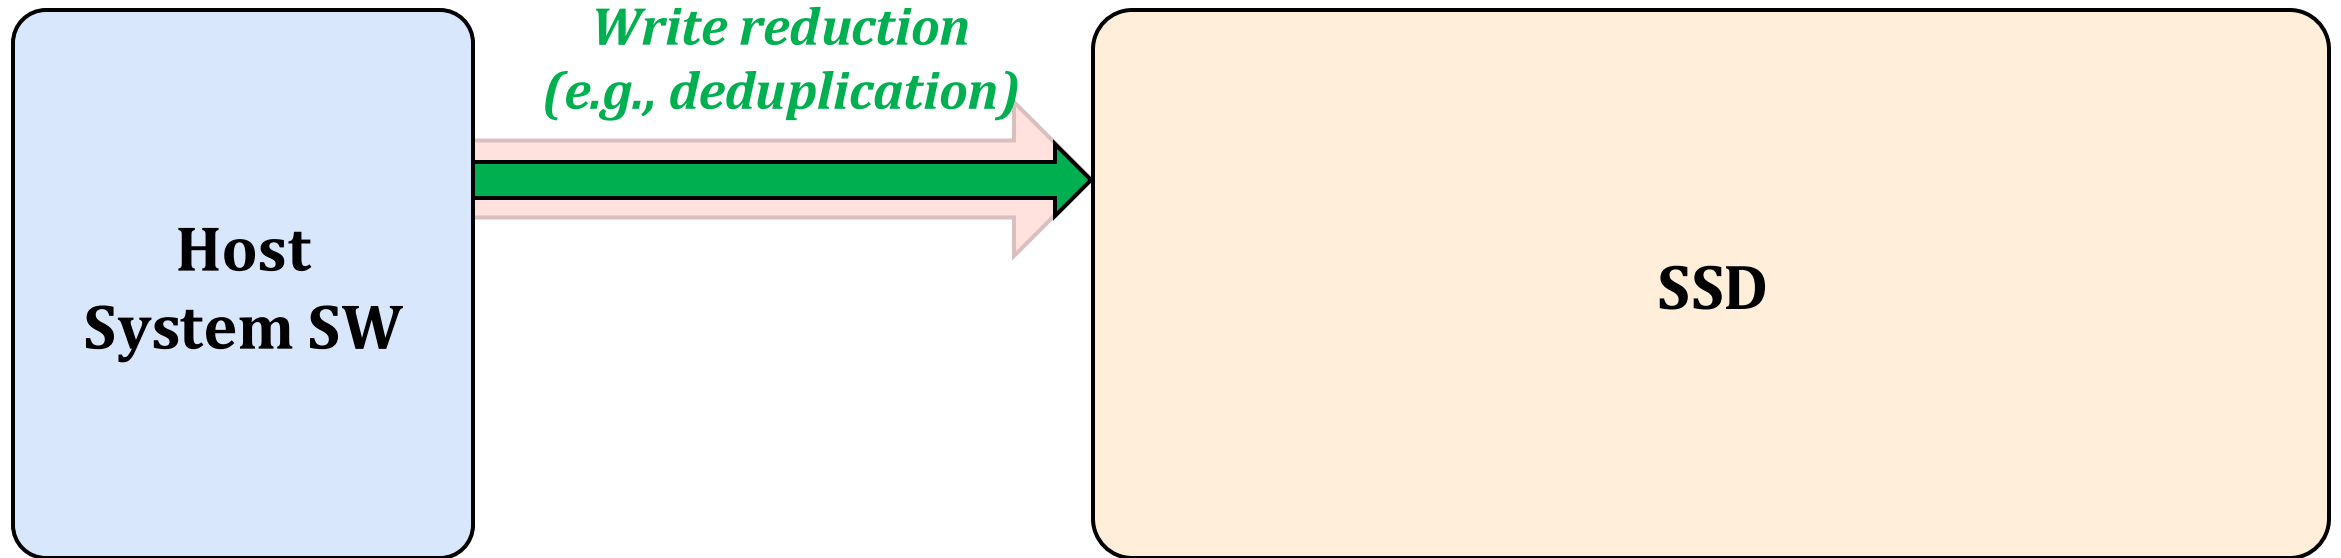 Write reduction
(e.g., deduplication)
Host
System SW
SSD